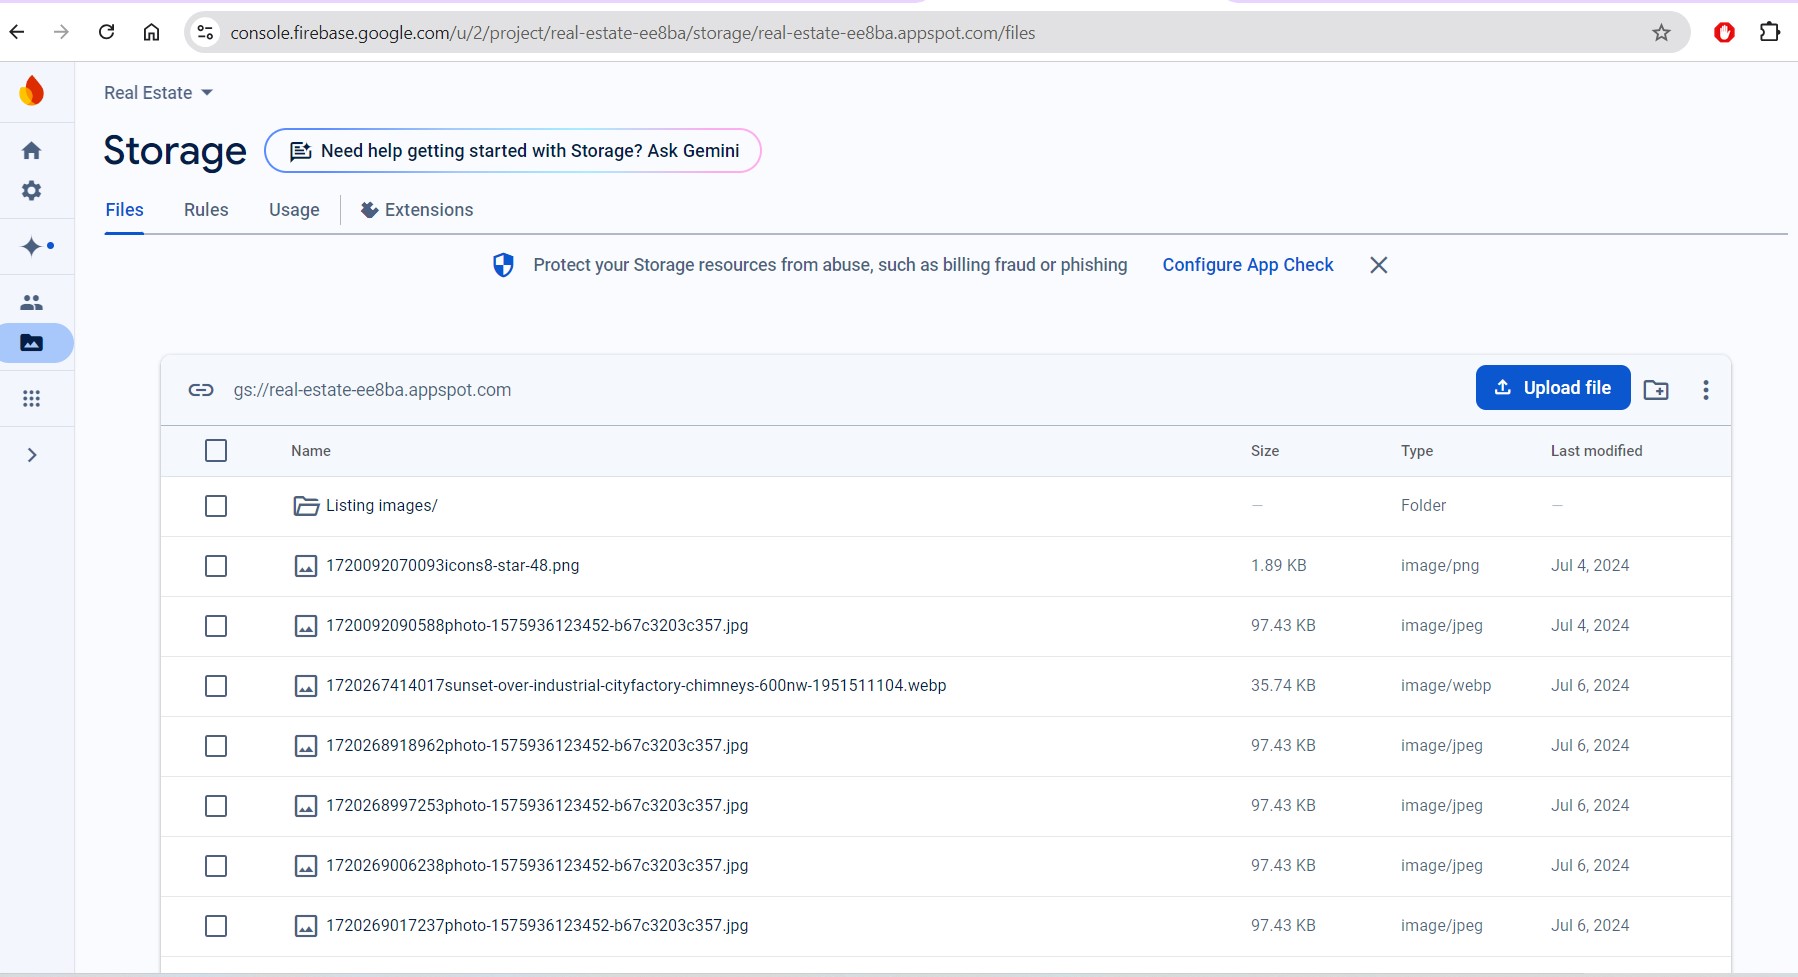 console.firebase.google.com/u/2/project/real-estate-ee8ba/storage/real-estate-ee8ba.appspot.com/files
Real Estate
Storage
Need help getting started with Storage? Ask Gemini
Files Rules Usage Extensions
Protect your Storage resources from abuse, such as billing fraud or phishing Configure App Check
gs://real-estate-ee8ba.appspot.com Upload file
Name Size Type Last modified
Listing images/ — Folder —
1720092070093icons8-star-48.png 1.89 KB image/png Jul 4, 2024
1720092090588photo-1575936123452-b67c3203c357.jpg 97.43 KB image/jpeg Jul 4, 2024
1720267414017sunset-over-industrial-cityfactory-chimneys-600nw-1951511104.webp 35.74 KB image/webp Jul 6, 2024
1720268918962photo-1575936123452-b67c3203c357.jpg 97.43 KB image/jpeg Jul 6, 2024
1720268997253photo-1575936123452-b67c3203c357.jpg 97.43 KB image/jpeg Jul 6, 2024
1720269006238photo-1575936123452-b67c3203c357.jpg 97.43 KB image/jpeg Jul 6, 2024
1720269017237photo-1575936123452-b67c3203c357.jpg 97.43 KB image/jpeg Jul 6, 2024